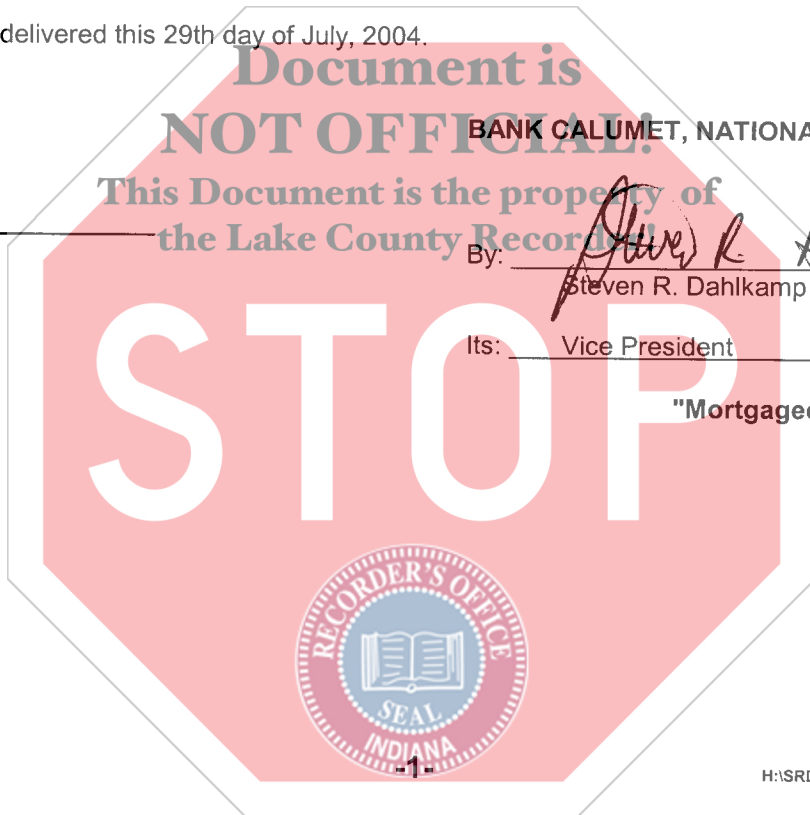 delivered this 29th day of July, 2004.
Document is
NOT OFFICIAL!
BANK CALUMET, NATIONA
This Document is the property of
the Lake County Recorder!
By:
Steven R. Dahlkamp
Its: Vice President
"Mortgagee
STOP
RECORDER'S OFFICE
SEAL
INDIANA
-1-
H:\SRD